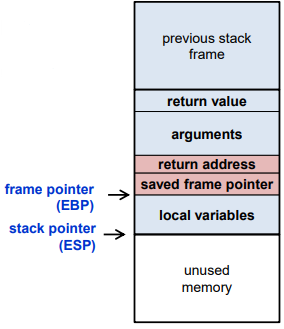 previous stack
frame
return value
arguments
return address
saved frame pointer
frame pointer
(EBP)
local variables
stack pointer
(ESP)
unused
memory